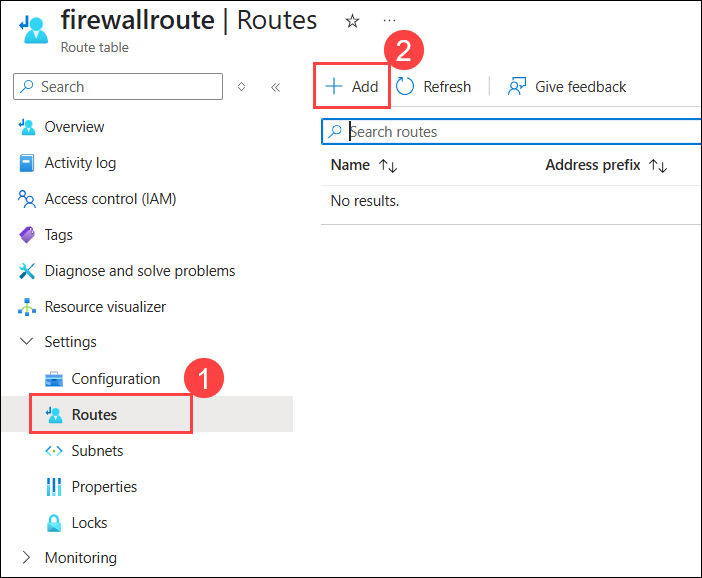 firewallroute | Routes ☆ ...
Route table
2
Search
Add
Refresh
Give feedback
Overview
Search routes
Activity log
Name ↑↓ Address prefix ↑↓
Access control (IAM)
No results.
Tags
Diagnose and solve problems
Resource visualizer
Settings
Configuration
1
Routes
Subnets
Properties
Locks
Monitoring